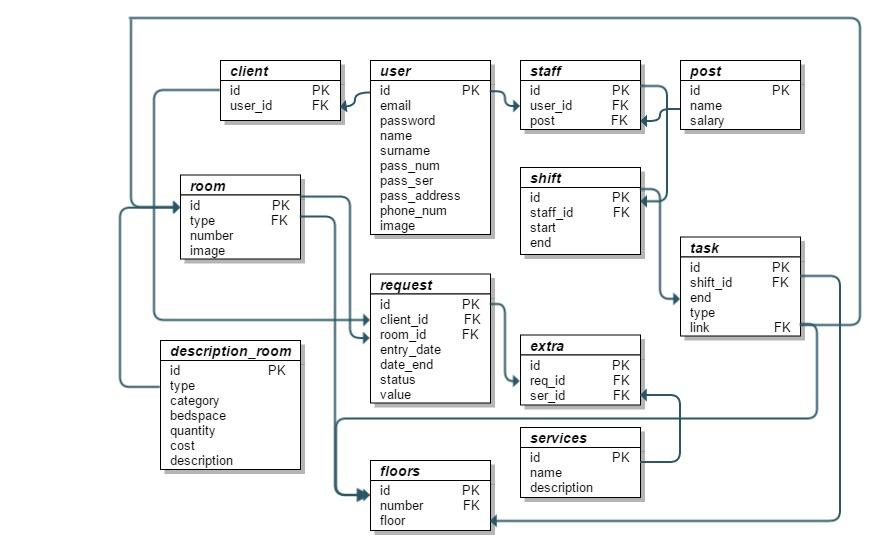 client
id PK
user_id FK
user
id PK
email
password
name
surname
pass_num
pass_ser
pass_address
phone_num
image
staff
id PK
user_id FK
post FK
post
id PK
name
salary
room
id PK
type FK
number
image
shift
id PK
staff_id FK
start
end
task
id PK
shift_id FK
end
type
link FK
request
id PK
client_id FK
room_id FK
entry_date
date_end
status
value
extra
id PK
req_id FK
ser_id FK
description_room
id PK
type
category
bedspace
quantity
cost
description
services
id PK
name
description
floors
id PK
number FK
floor